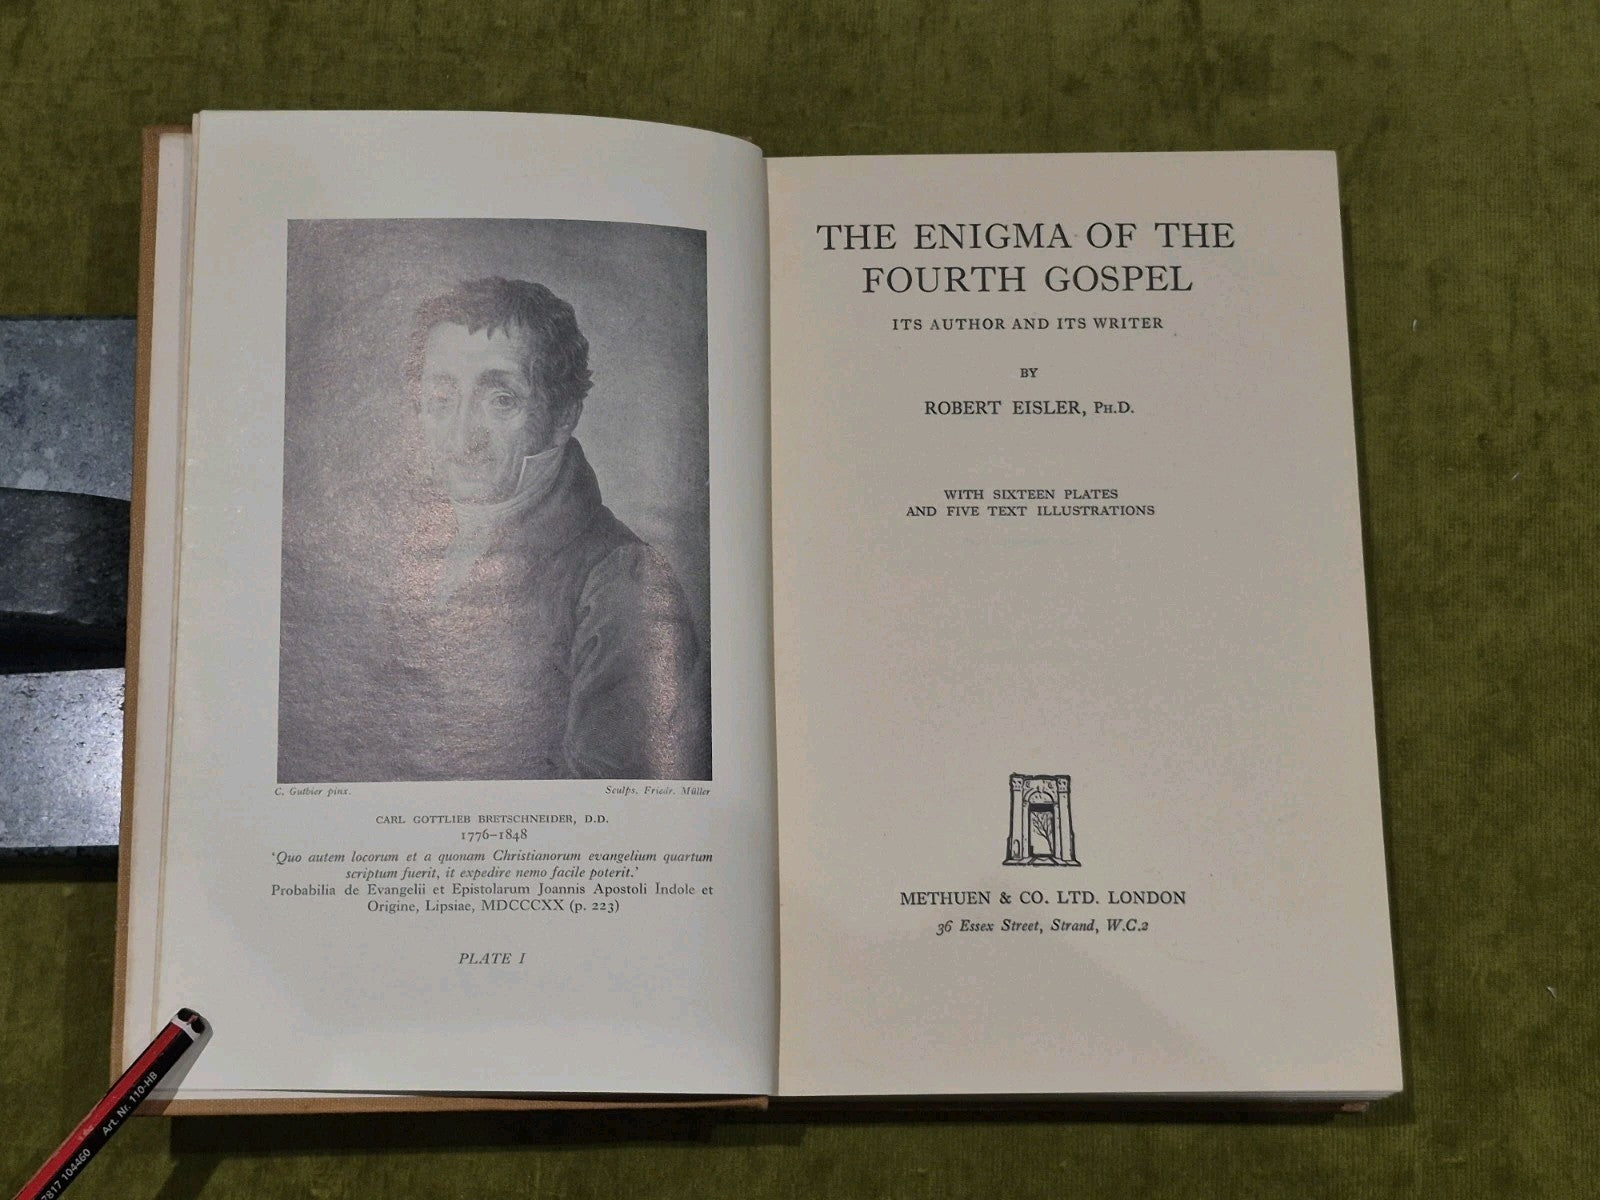 C. Gutbier pinx.
Sculps. Friedr. Müller
CARL GOTTLIEB BRETSCHNEIDER, D.D.
1776–1848
'Quo autem locorum et a quonam Christianorum evangelium quartum
scriptum fuerit, it expedire nemo facile poterit.'
Probabilia de Evangelii et Epistolarum Joannis Apostoli Indole et
Origine, Lipsiae, MDCCCXX (p. 223)
PLATE I
THE ENIGMA OF THE
FOURTH GOSPEL
ITS AUTHOR AND ITS WRITER
BY
ROBERT EISLER, PH.D.
WITH SIXTEEN PLATES
AND FIVE TEXT ILLUSTRATIONS
METHUEN & CO. LTD. LONDON
36 Essex Street, Strand, W.C.2
Art. Nr. 110-HB
7817 104460